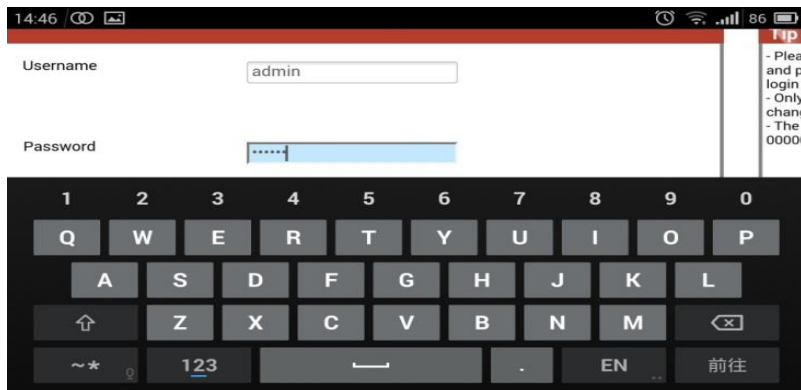 14:46 86
Tip
Username admin
- Plea
and p
login
- Only
chan
- The
0000
Password ••••••
1 2 3 4 5 6 7 8 9 0
Q W E R T Y U I O P
A S D F G H J K L
Z X C V B N M
~* 123 . EN 前往